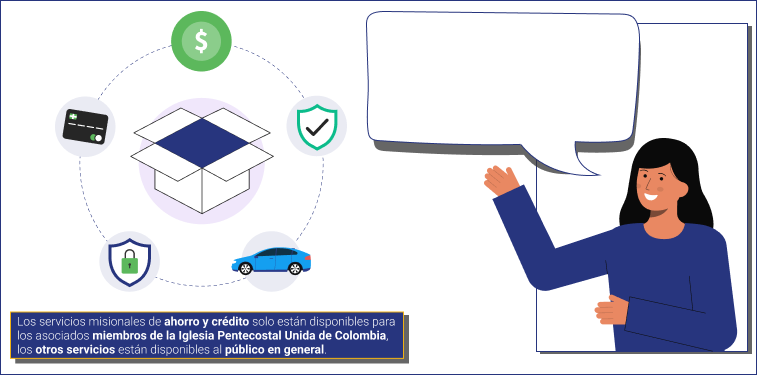 $
Los servicios misionales de ahorro y crédito solo están disponibles para
los asociados miembros de la Iglesia Pentecostal Unida de Colombia,
los otros servicios están disponibles al público en general.